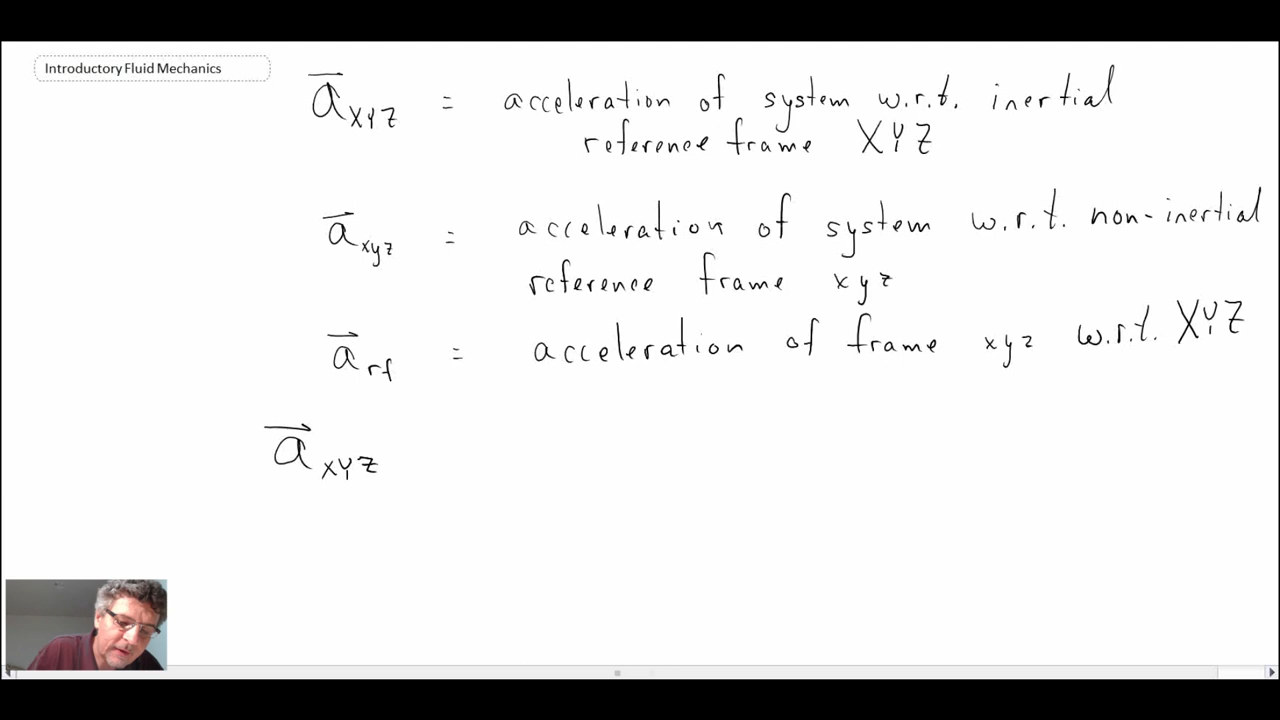 Introductory Fluid Mechanics
a⃗ XYZ = acceleration of system w.r.t. inertial
reference frame XYZ
a⃗ xyz = acceleration of system w.r.t. non-inertial
reference frame xyz
a⃗ rf = acceleration of frame xyz w.r.t. XYZ
a⃗ XYZ